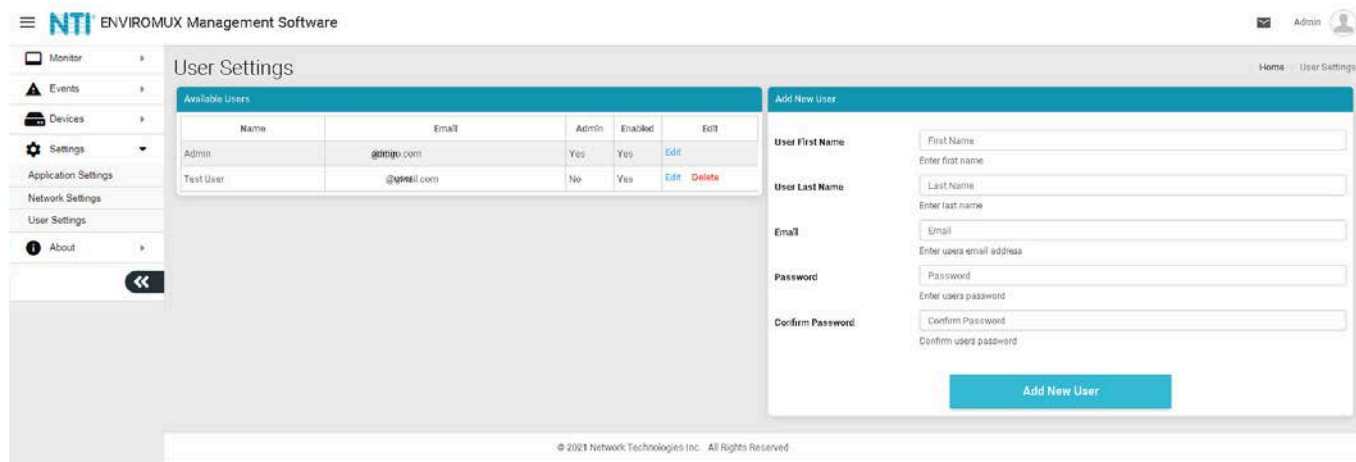 NTI ENVIROMUX Management Software
Admin
Monitor
Events
Devices
Settings
Application Settings
Network Settings
User Settings
About
User Settings
Home / User Settings
Available Users
Name Email Admin Enabled Edit
Admin .com Yes Yes Edit
Test User .com No Yes Edit Delete
Add New User
User First Name
First Name
Enter first name
User Last Name
Last Name
Enter last name
Email
Email
Enter users email address
Password
Password
Enter users password
Confirm Password
Confirm Password
Confirm users password
Add New User
© 2021 Network Technologies Inc. All Rights Reserved